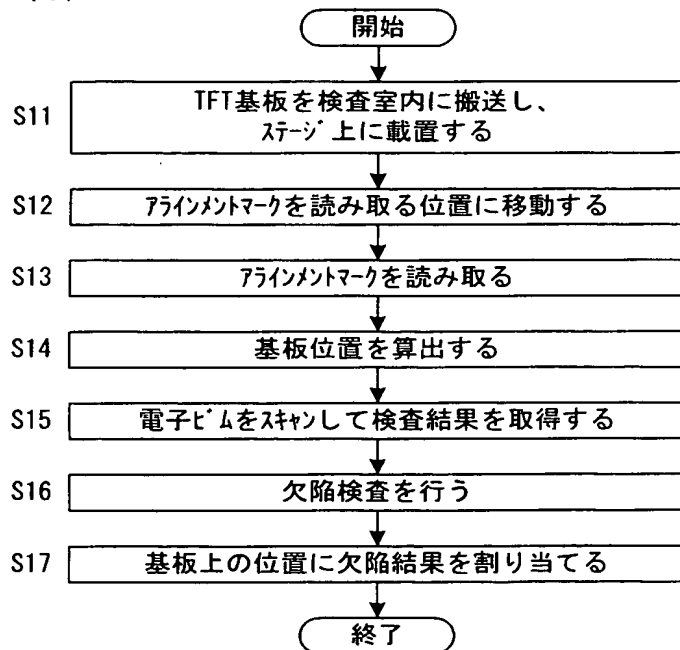 開始
S11
TFT基板を検査室内に搬送し、
ｽﾃｰｼﾞ上に載置する
S12
ｱﾗｲﾝﾒﾝﾄﾏｰｸを読み取る位置に移動する
S13
ｱﾗｲﾝﾒﾝﾄﾏｰｸを読み取る
S14
基板位置を算出する
S15
電子ﾋﾞﾑをｽｷｬﾝして検査結果を取得する
S16
欠陥検査を行う
S17
基板上の位置に欠陥結果を割り当てる
終了